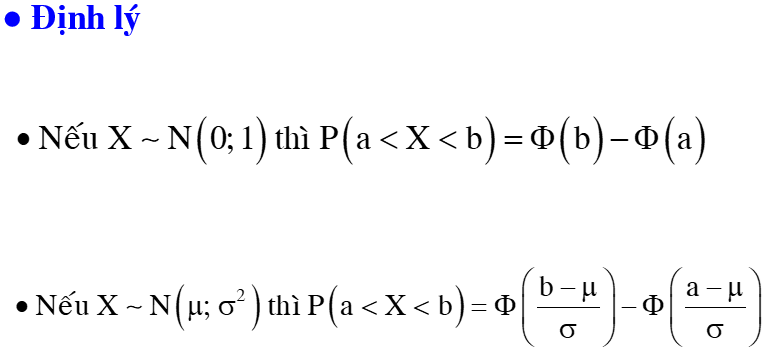 ● Định lý
● Nếu X ~ N(0; 1) thì P(a < X < b) = Φ(b) − Φ(a)
● Nếu X ~ N(μ; σ²) thì P(a < X < b) = Φ((b − μ)/σ) − Φ((a − μ)/σ)